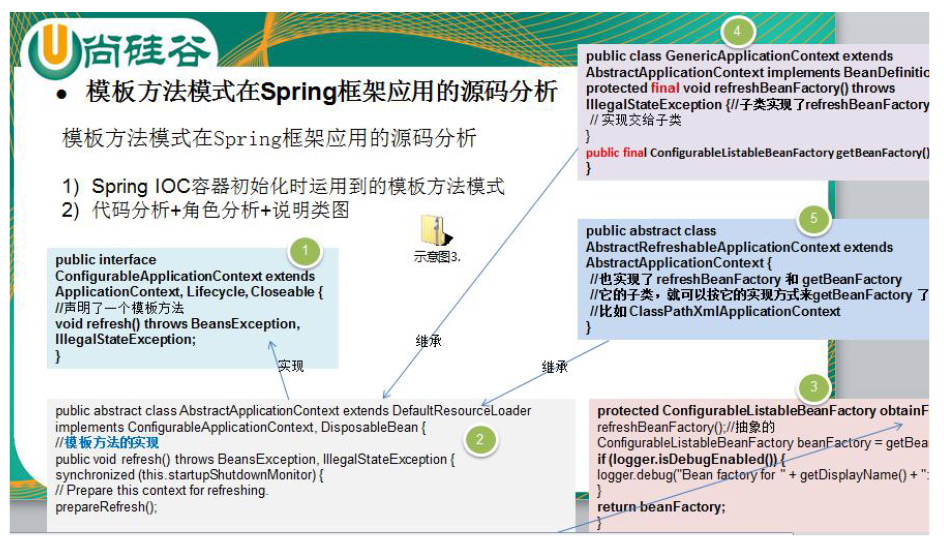 尚硅谷
● 模板方法模式在Spring框架应用的源码分析
模板方法模式在Spring框架应用的源码分析
1) Spring IOC容器初始化时运用到的模板方法模式
2) 代码分析+角色分析+说明类图
示意图3.
1
public interface
ConfigurableApplicationContext extends
ApplicationContext, Lifecycle, Closeable {
//声明了一个模板方法
void refresh() throws BeansException,
IllegalStateException;
}
实现
继承
继承
2
public abstract class AbstractApplicationContext extends DefaultResourceLoader
implements ConfigurableApplicationContext, DisposableBean {
//模板方法的实现
public void refresh() throws BeansException, IllegalStateException {
synchronized (this.startupShutdownMonitor) {
// Prepare this context for refreshing.
prepareRefresh();
4
public class GenericApplicationContext extends
AbstractApplicationContext implements BeanDefinitio
protected final void refreshBeanFactory() throws
IllegalStateException {//子类实现了refreshBeanFactory
// 实现交给子类
}
public final ConfigurableListableBeanFactory getBeanFactory()
}
5
public abstract class
AbstractRefreshableApplicationContext extends
AbstractApplicationContext {
//也实现了 refreshBeanFactory 和 getBeanFactory
//它的子类，就可以按它的实现方式来getBeanFactory 了
//比如 ClassPathXmlApplicationContext
}
3
protected ConfigurableListableBeanFactory obtainF
refreshBeanFactory();//抽象的
ConfigurableListableBeanFactory beanFactory = getBea
if (logger.isDebugEnabled()) {
logger.debug("Bean factory for " + getDisplayName() + ":
}
return beanFactory;
}